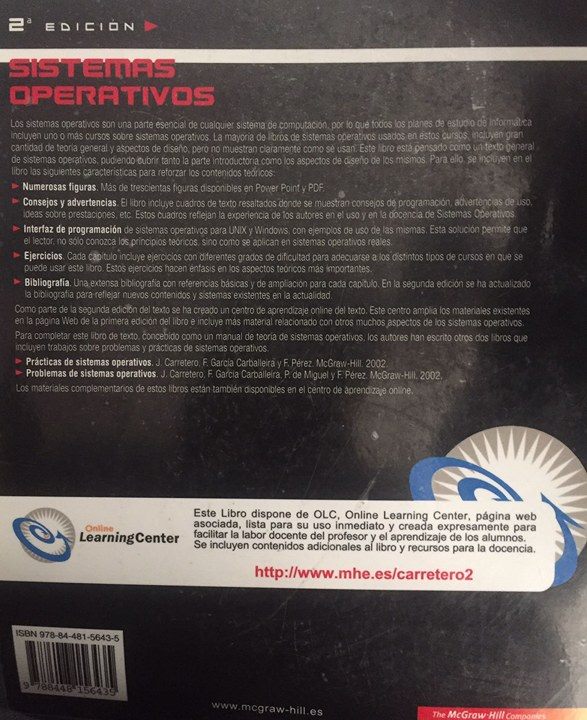 2ª EDICIÓN
SISTEMAS
OPERATIVOS
Los sistemas operativos son una parte esencial de cualquier sistema de computación, por lo que todos los planes de estudio de Informática
incluyen uno o más cursos sobre sistemas operativos. La mayoría de libros de sistemas operativos usados en estos cursos, incluyen gran
cantidad de teoría general y aspectos de diseño, pero no muestran claramente como se usan. Este libro está pensado como un texto general
de sistemas operativos, pudiendo cubrir tanto la parte introductoria como los aspectos de diseño de los mismos. Para ello, se incluyen en el
libro las siguientes características para reforzar los contenidos teóricos:
Numerosas figuras. Más de trescientas figuras disponibles en Power Point y PDF.
Consejos y advertencias. El libro incluye cuadros de texto resaltados donde se muestran consejos de programación, advertencias de uso,
ideas sobre prestaciones, etc. Estos cuadros reflejan la experiencia de los autores en el uso y en la docencia de Sistemas Operativos.
Interfaz de programación de sistemas operativos para UNIX y Windows, con ejemplos de uso de las mismas. Esta solución permite que
el lector, no sólo conozca los principios teóricos, sino como se aplican en sistemas operativos reales.
Ejercicios. Cada capítulo incluye ejercicios con diferentes grados de dificultad para adecuarse a los distintos tipos de cursos en que se
puede usar este libro. Estos ejercicios hacen énfasis en los aspectos teóricos más importantes.
Bibliografía. Una extensa bibliografía con referencias básicas y de ampliación para cada capítulo. En la segunda edición se ha actualizado
la bibliografía para reflejar nuevos contenidos y sistemas existentes en la actualidad.
Como parte de la segunda edición del texto se ha creado un centro de aprendizaje online del texto. Este centro amplía los materiales existentes
en la página Web de la primera edición del libro e incluye más material relacionado con otros muchos aspectos de los sistemas operativos.
Para completar este libro de texto, concebido como un manual de teoría de sistemas operativos, los autores han escrito otros dos libros que
incluyen trabajos sobre problemas y prácticas de sistemas operativos.
Prácticas de sistemas operativos. J. Carretero, F. García Carballeira y F. Pérez. McGraw-Hill. 2002.
Problemas de sistemas operativos. J. Carretero, F. García Carballeira, P. de Miguel y F. Pérez. McGraw-Hill. 2002.
Los materiales complementarios de estos libros están también disponibles en el centro de aprendizaje online.
Online
LearningCenter
Este Libro dispone de OLC, Online Learning Center, página web
asociada, lista para su uso inmediato y creada expresamente para
facilitar la labor docente del profesor y el aprendizaje de los alumnos.
Se incluyen contenidos adicionales al libro y recursos para la docencia.
http://www.mhe.es/carretero2
ISBN 978-84-481-5643-5
9 788448 156435
www.mcgraw-hill.es
The McGraw-Hill Companies